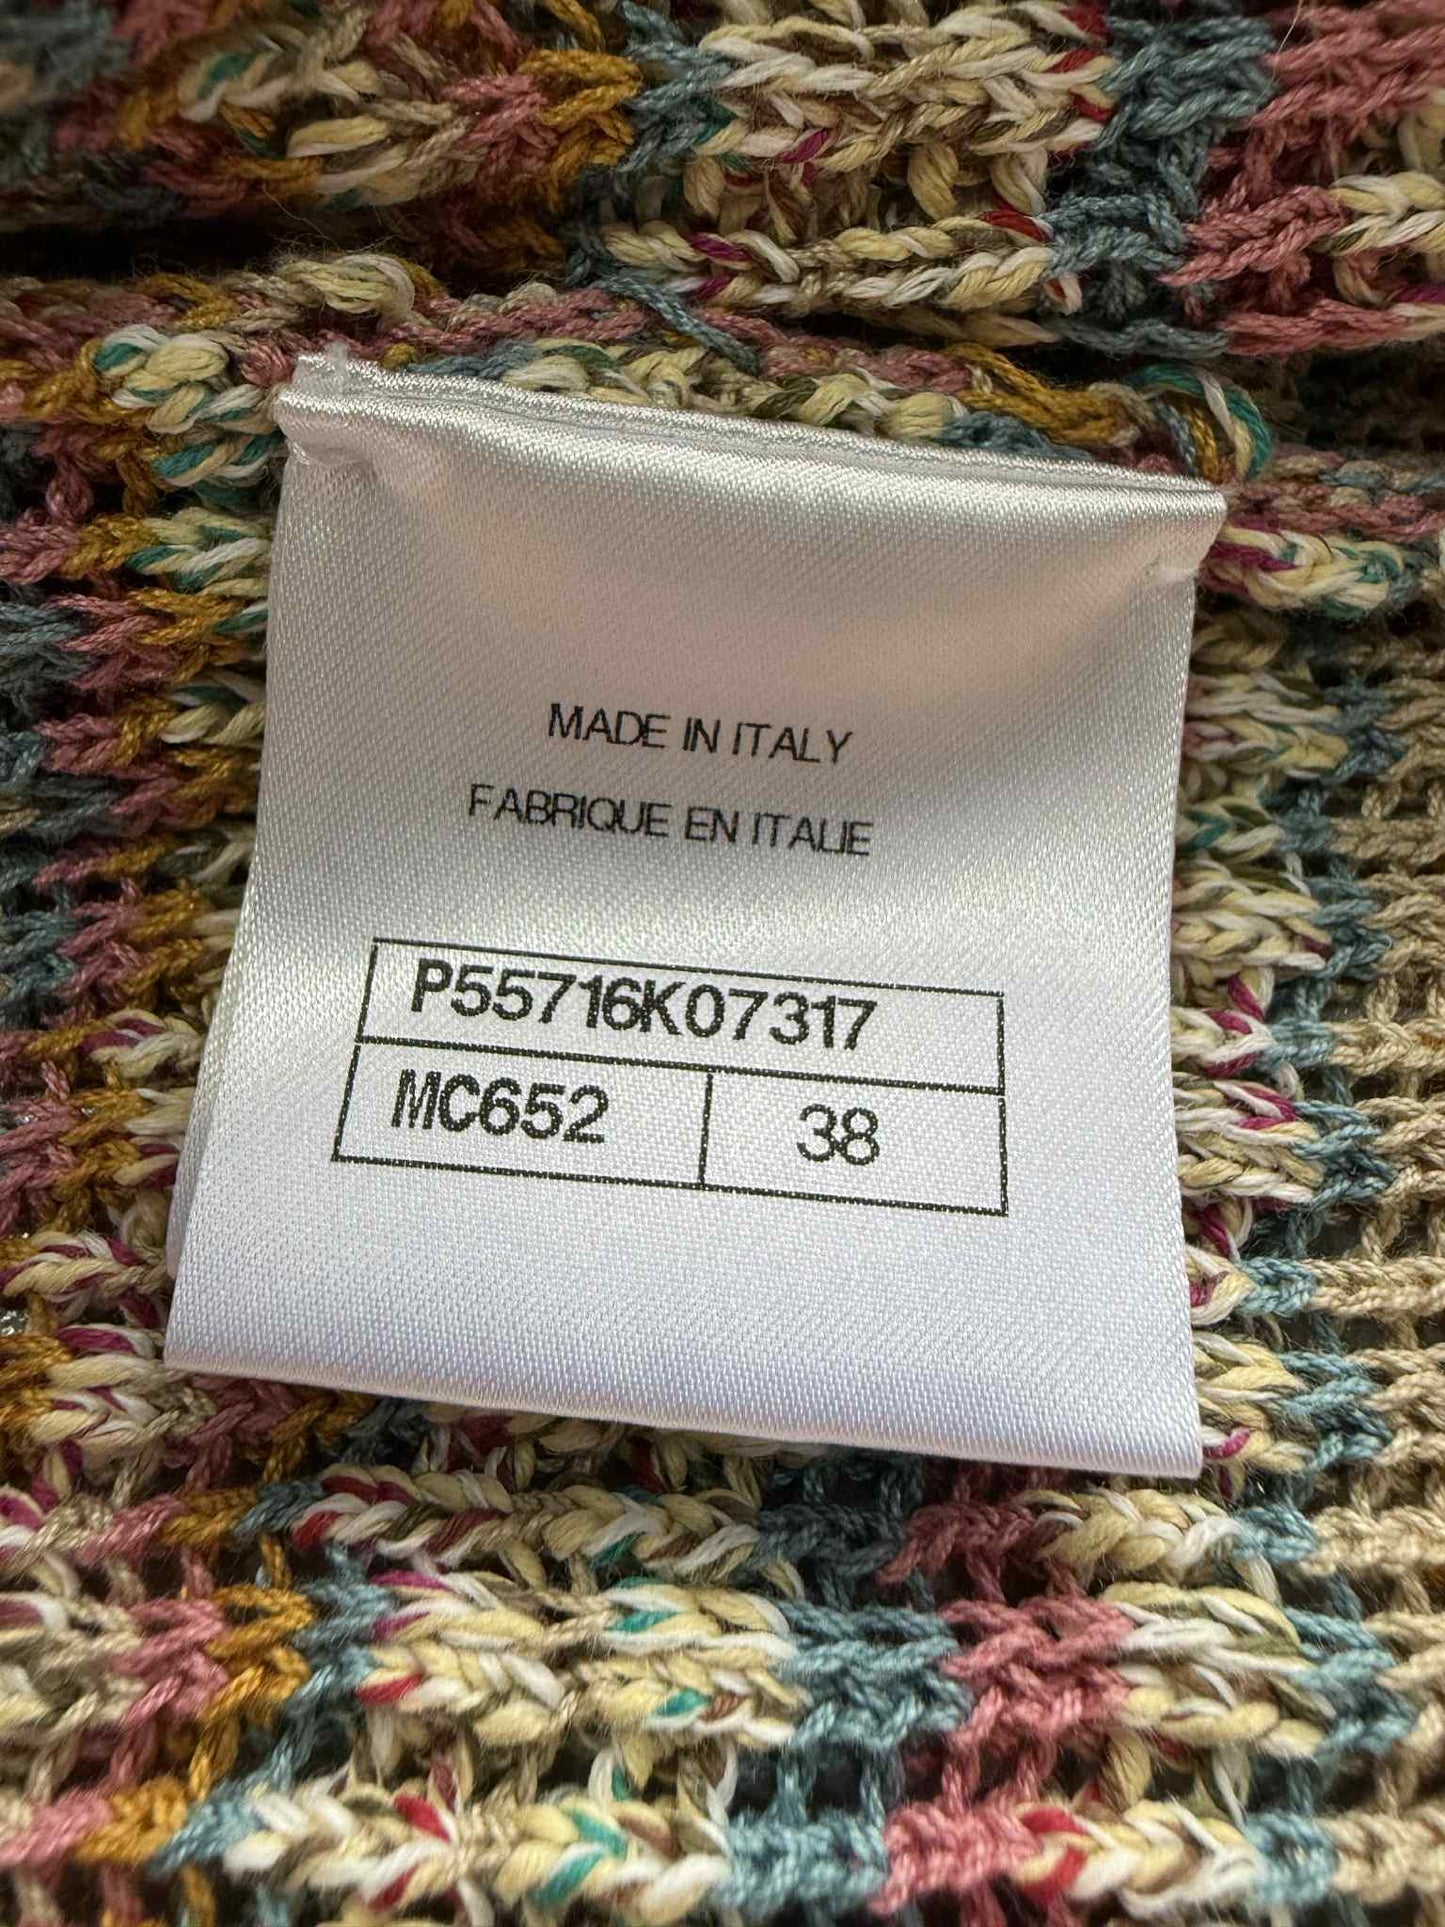 MADE IN ITALY
FABRIQUE EN ITALIE
P55716K07317
MC652 38